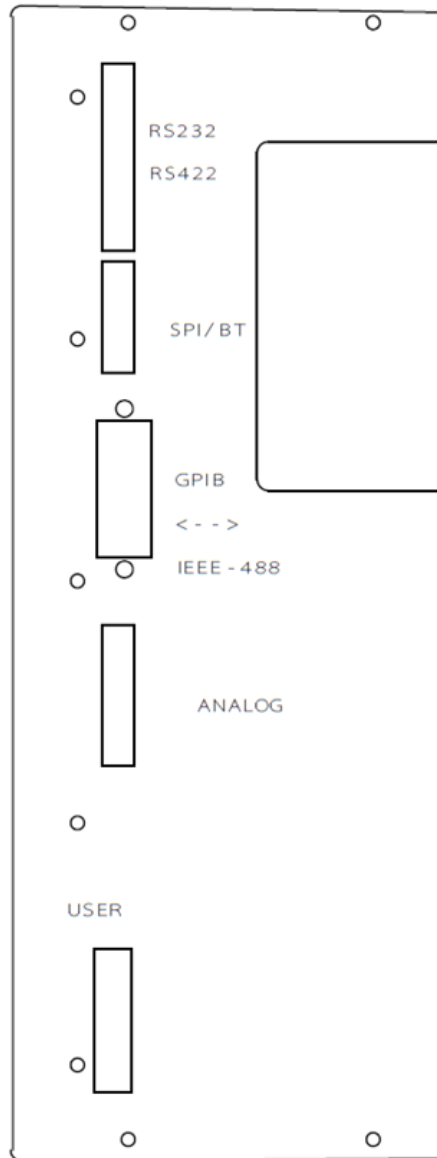 RS232
RS422
SPI/BT
GPIB
<-->
IEEE-488
ANALOG
USER